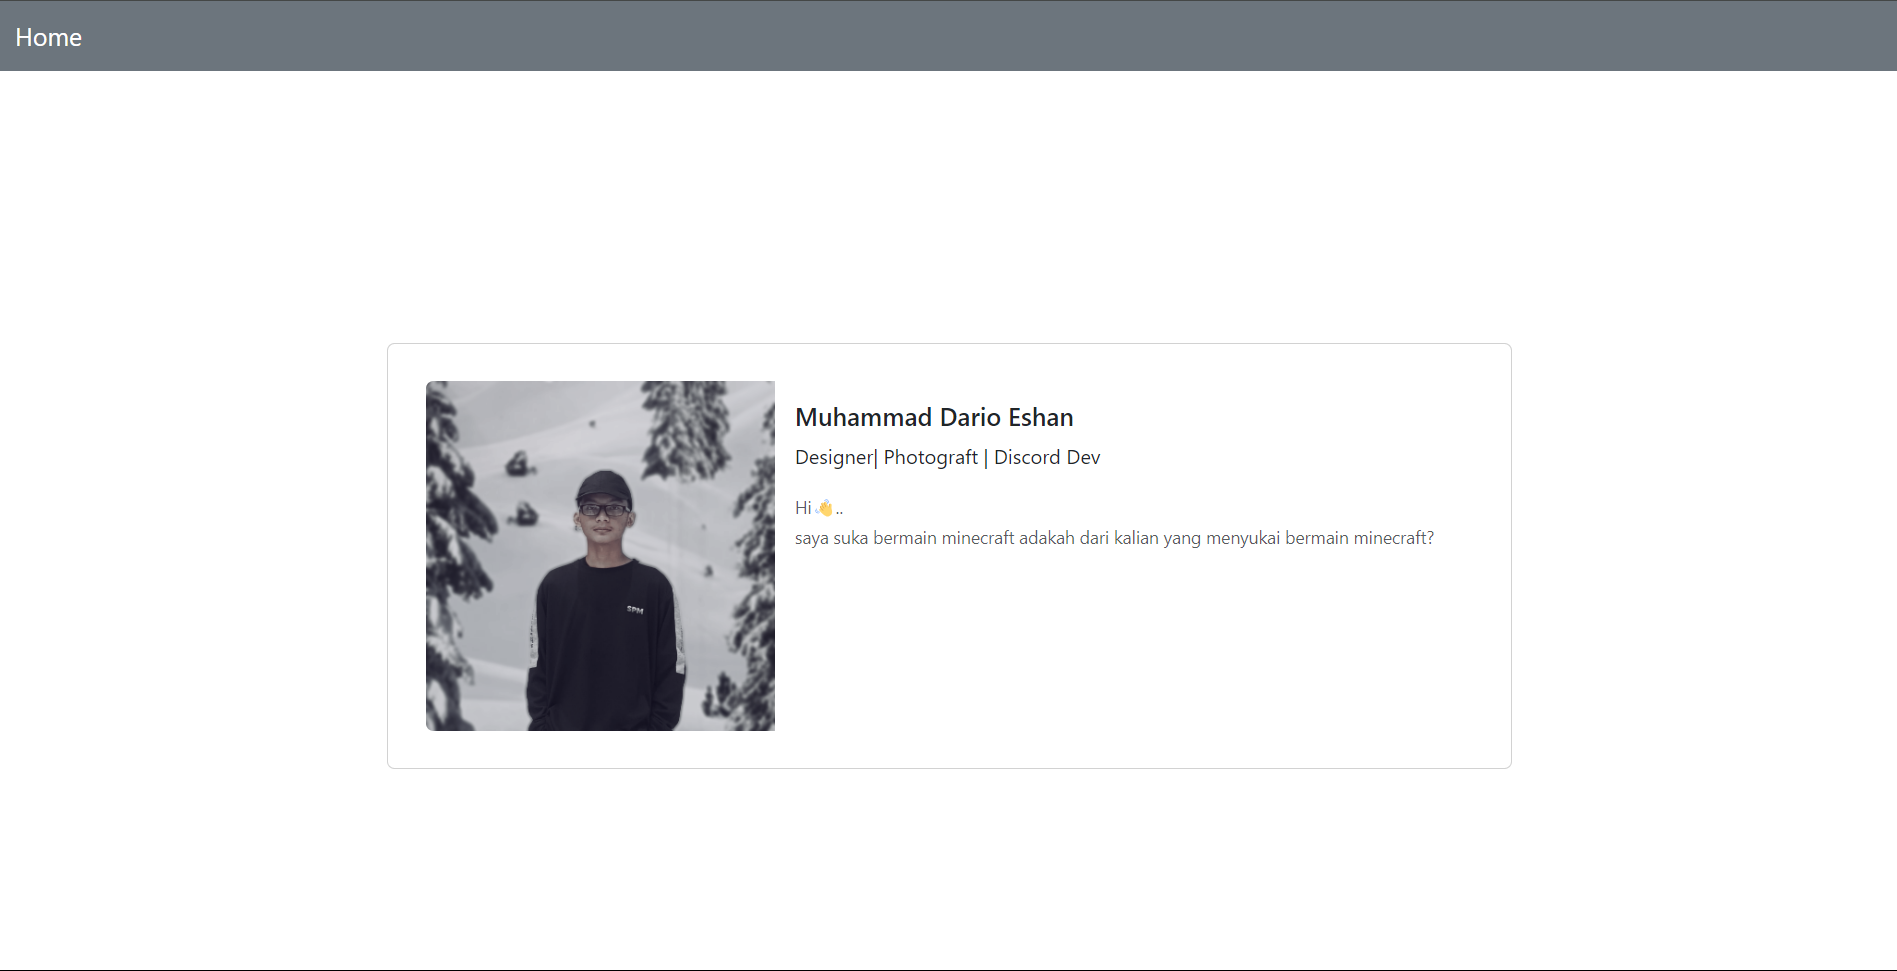 Home
Muhammad Dario Eshan
Designer| Photograft | Discord Dev
Hi👋..
saya suka bermain minecraft adakah dari kalian yang menyukai bermain minecraft?
SPM